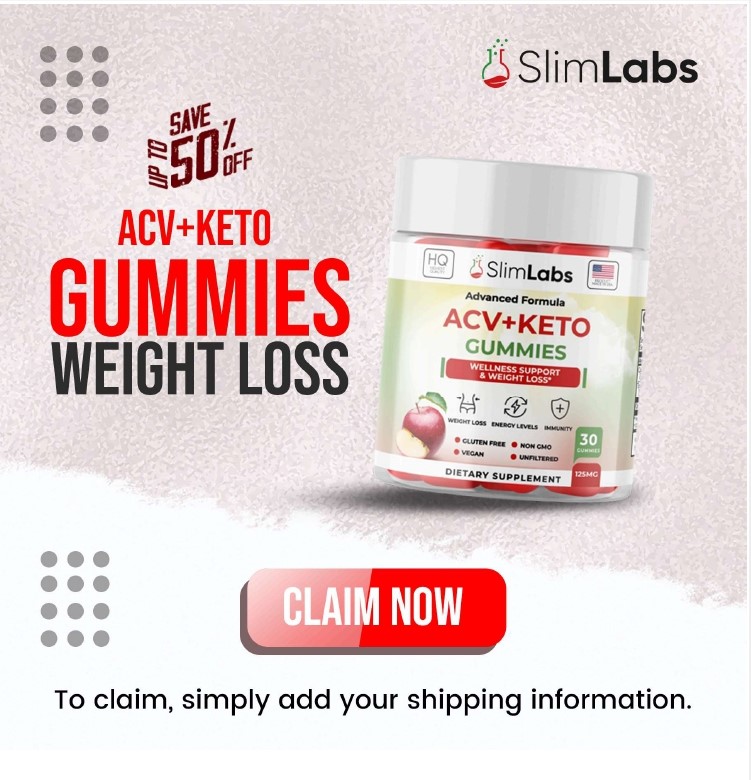 SlimLabs
SAVE
UP TO
50%
OFF
ACV+KETO
GUMMIES
WEIGHT LOSS
HQ
SlimLabs
Advanced Formula
ACV+KETO
GUMMIES
WELLNESS SUPPORT
& WEIGHT LOSS*
WEIGHT LOSS ENERGY LEVELS IMMUNITY
GLUTEN FREE NON GMO
VEGAN UNFILTERED
30
GUMMIES
125MG
DIETARY SUPPLEMENT
CLAIM NOW
To claim, simply add your shipping information.